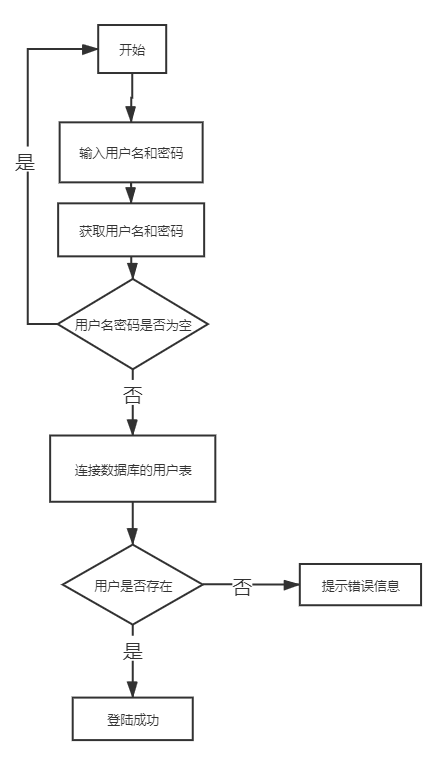 开始
输入用户名和密码
是
获取用户名和密码
用户名密码是否为空
否
连接数据库的用户表
用户是否存在
否
提示错误信息
是
登陆成功